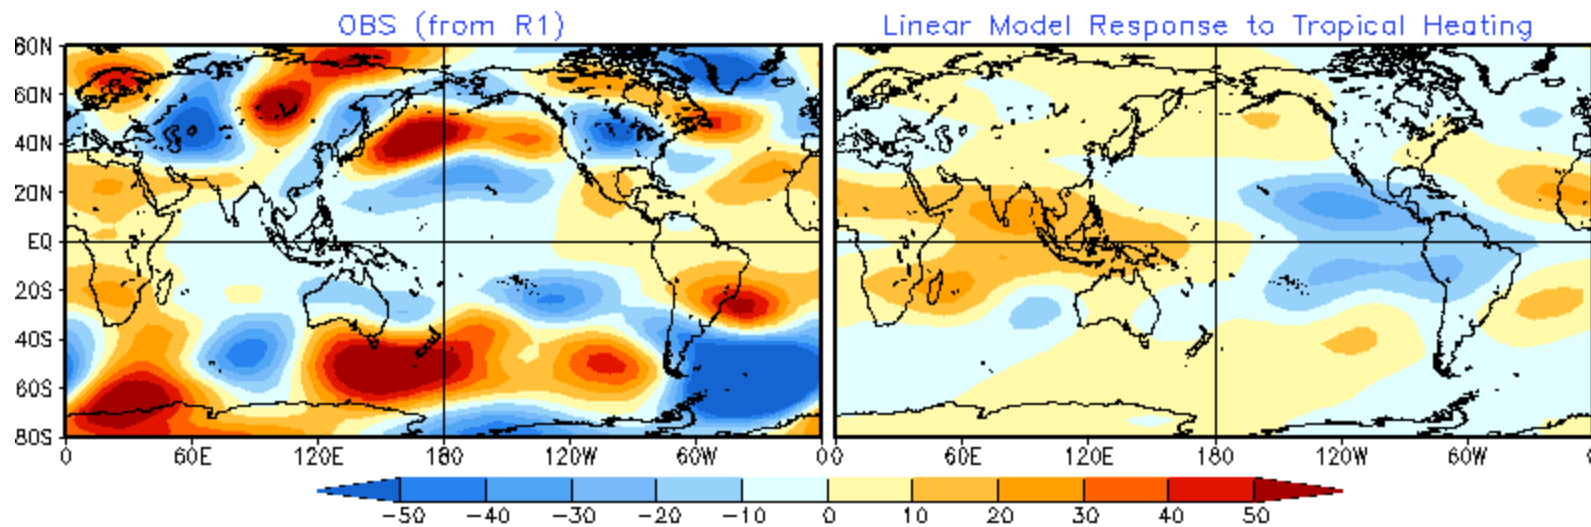 OBS (from R1)
Linear Model Response to Tropical Heating
80N
60N
40N
20N
EQ
20S
40S
60S
80S
0 60E 120E 180 120W 60W 0
0 60E 120E 180 120W 60W 0
-50 -40 -30 -20 -10 0 10 20 30 40 50